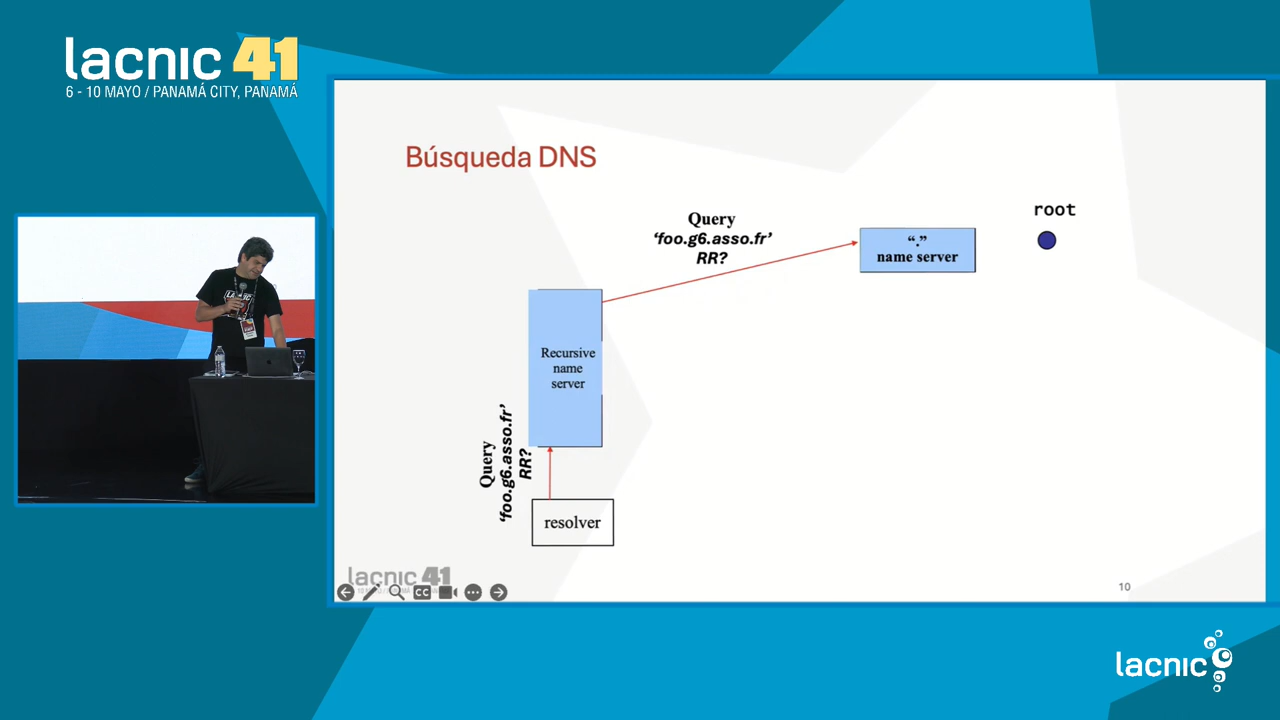 lacnic 41
6 - 10 MAYO / PANAMÁ CITY, PANAMÁ
Búsqueda DNS
Query
‘foo.g6.asso.fr’
RR?
“.”
name server
root
Recursive
name
server
Query
‘foo.g6.asso.fr’
RR?
resolver
lacnic 41
CC
10
lacnic